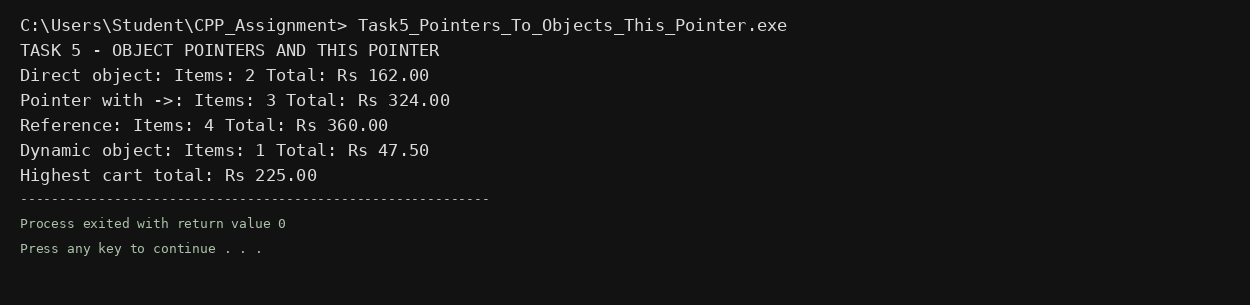 C:\Users\Student\CPP_Assignment> Task5_Pointers_To_Objects_This_Pointer.exe
TASK 5 - OBJECT POINTERS AND THIS POINTER
Direct object: Items: 2 Total: Rs 162.00
Pointer with ->: Items: 3 Total: Rs 324.00
Reference: Items: 4 Total: Rs 360.00
Dynamic object: Items: 1 Total: Rs 47.50
Highest cart total: Rs 225.00
------------------------------------------------------------
Process exited with return value 0
Press any key to continue . . .